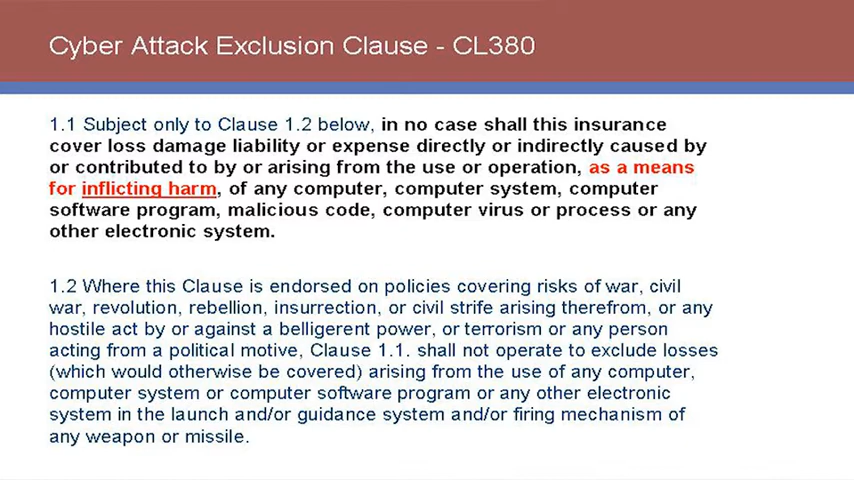 Cyber Attack Exclusion Clause - CL380
1.1 Subject only to Clause 1.2 below, in no case shall this insurance
cover loss damage liability or expense directly or indirectly caused by
or contributed to by or arising from the use or operation, as a means
for inflicting harm, of any computer, computer system, computer
software program, malicious code, computer virus or process or any
other electronic system.
1.2 Where this Clause is endorsed on policies covering risks of war, civil
war, revolution, rebellion, insurrection, or civil strife arising therefrom, or any
hostile act by or against a belligerent power, or terrorism or any person
acting from a political motive, Clause 1.1. shall not operate to exclude losses
(which would otherwise be covered) arising from the use of any computer,
computer system or computer software program or any other electronic
system in the launch and/or guidance system and/or firing mechanism of
any weapon or missile.